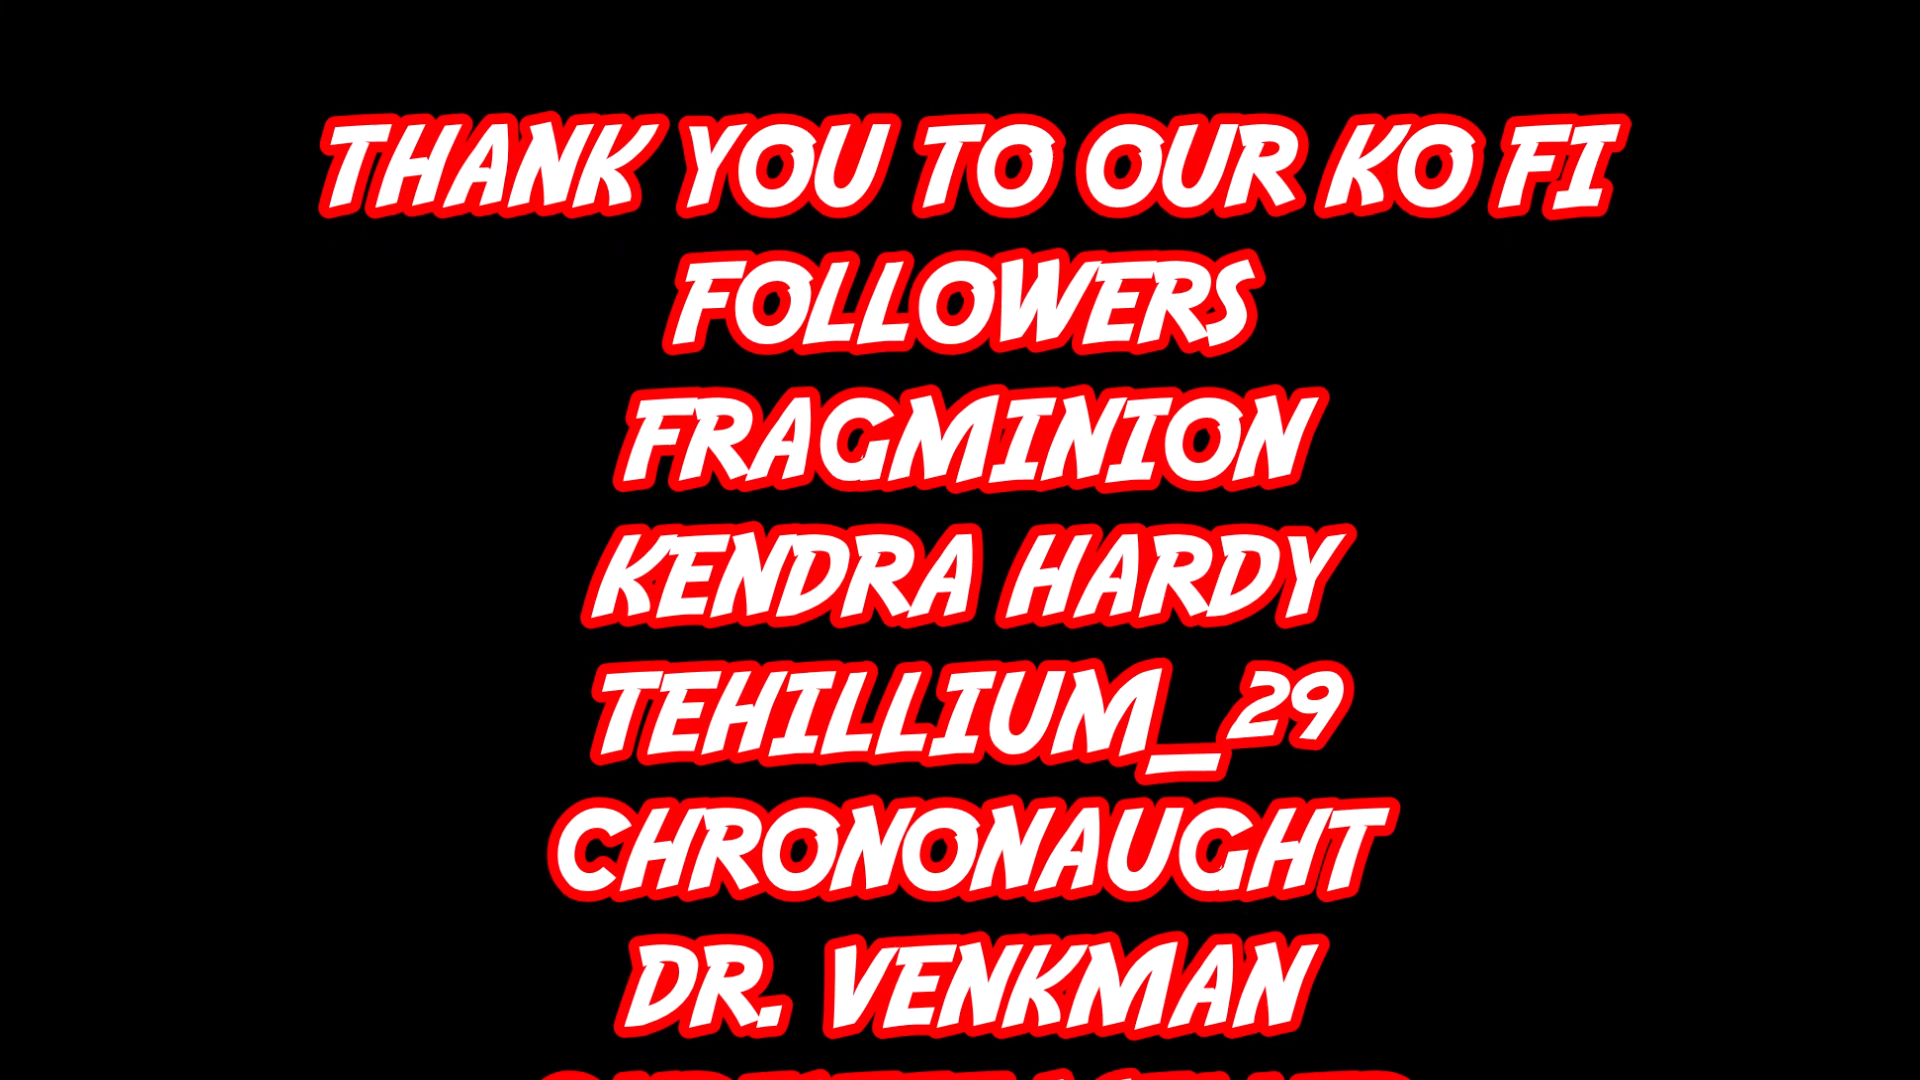 THANK YOU TO OUR KO FI
FOLLOWERS
FRAGMINION
KENDRA HARDY
TEHILLIUM_29
CHRONONAUGHT
DR. VENKMAN